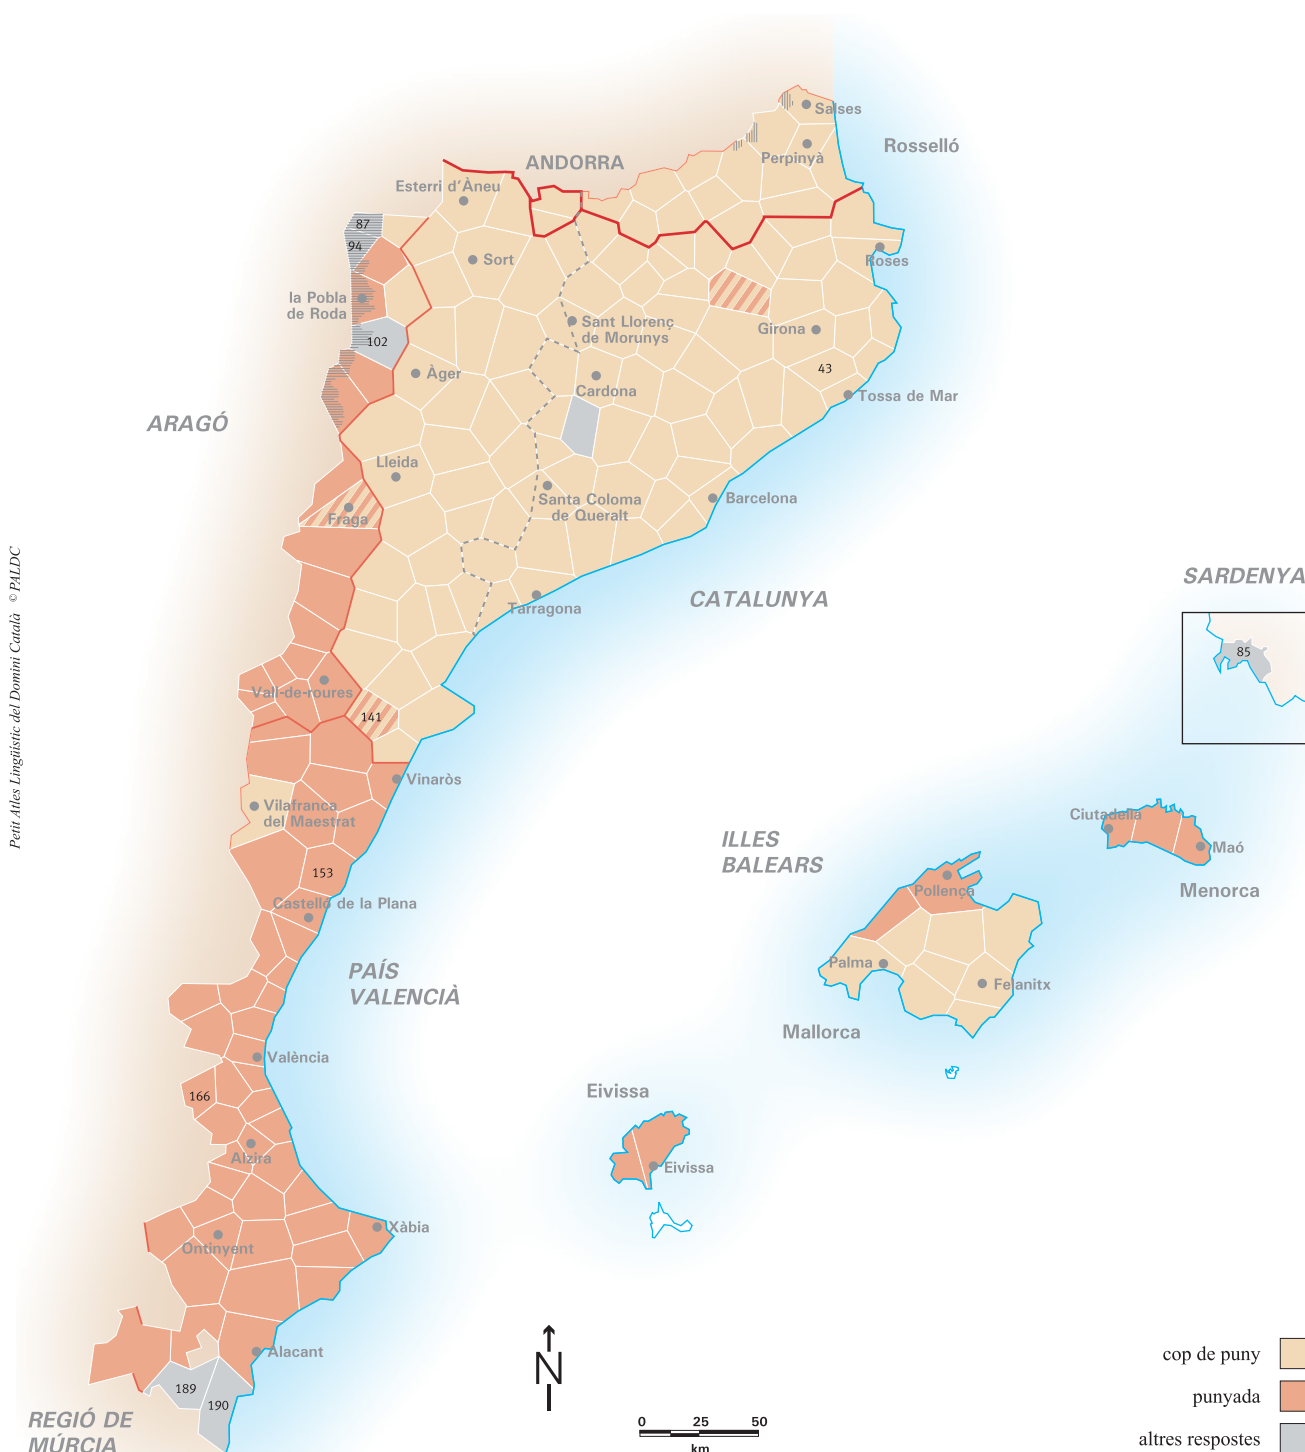 Salses
Rosselló
Perpinyà
ANDORRA
Esterri d'Àneu
87
94
Sort
Roses
la Pobla
de Roda
Sant Llorenç
de Morunys
Girona
102
43
Àger
Cardona
Tossa de Mar
ARAGÓ
Lleida
Santa Coloma
de Queralt
Barcelona
Fraga
Petit Atles Lingüístic del Domini Català © PALDC
SARDENYA
CATALUNYA
Tarragona
85
Vall-de-roures
141
Vinaròs
Vilafranca
del Maestrat
Ciutadella
Maó
ILLES
BALEARS
153
Pollença
Menorca
Castelló de la Plana
PAÍS
VALENCIÀ
Palma
Felanitx
Mallorca
València
166
Eivissa
Alzira
Eivissa
Xàbia
Ontinyent
Alacant
189
190
N
cop de puny
punyada
altres respostes
0 25 50
km
REGIÓ DE
MÚRCIA